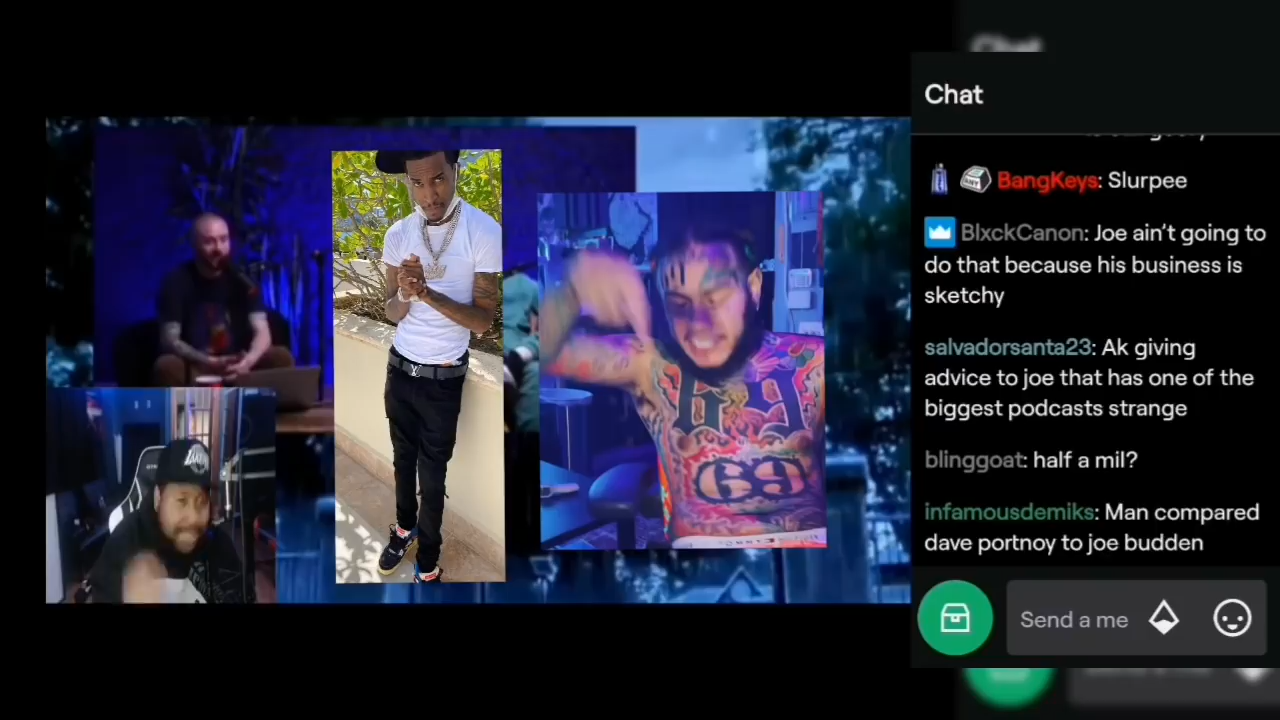 Chat
BangKeys: Slurpee
BlxckCanon: Joe ain't going to
do that because his business is
sketchy
salvadorsanta23: Ak giving
advice to joe that has one of the
biggest podcasts strange
blinggoat: half a mil?
infamousdemiks: Man compared
dave portnoy to joe budden
Send a me
69
69